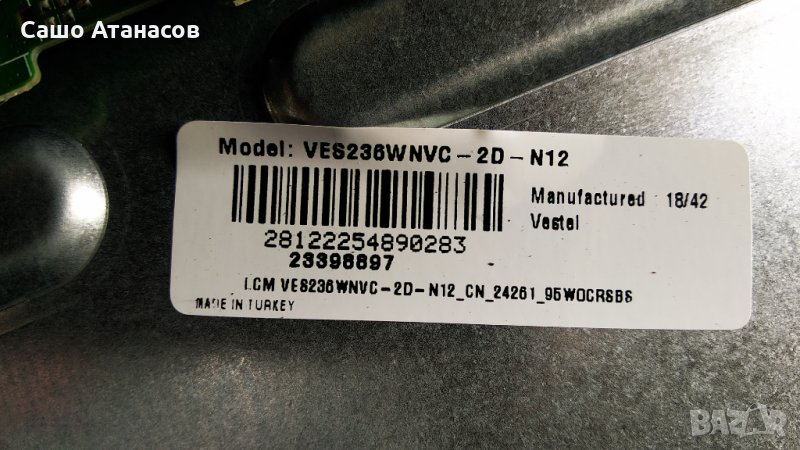 Сашо Атанасов
Model: VES236WNVC-2D-N12
Manufactured 18/42
Vestel
28122254890283
23398897
LCM VES236WNVC-2D-N12_CN_24261_95WOCRSBS
MADE IN TURKEY
BAZAR